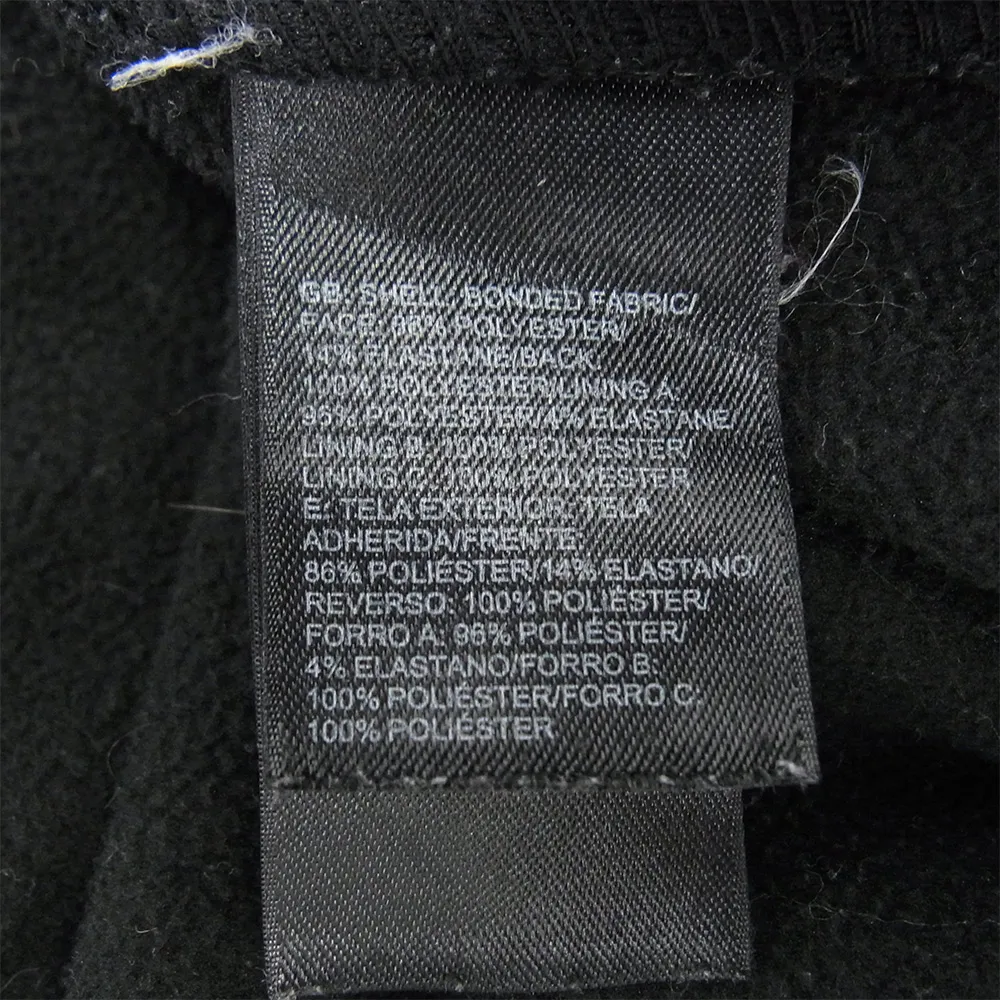 GB: SHELL: BONDED FABRIC/
FACE: 86% POLYESTER/
14% ELASTANE/BACK:
100% POLYESTER/LINING A:
96% POLYESTER/4% ELASTANE
LINING B: 100% POLYESTER/
LINING C: 100% POLYESTER
E: TELA EXTERIOR: TELA
ADHERIDA/FRENTE:
86% POLIÉSTER/14% ELASTANO/
REVERSO: 100% POLIÉSTER/
FORRO A: 96% POLIÉSTER/
4% ELASTANO/FORRO B:
100% POLIÉSTER/FORRO C:
100% POLIÉSTER